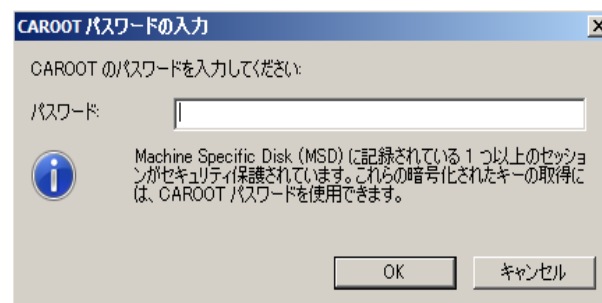 CAROOT パスワードの入力
CAROOT のパスワードを入力してください:
パスワード:
Machine Specific Disk (MSD) に記録されている 1 つ以上のセッショ
ンがセキュリティ保護されています。これらの暗号化されたキーの取得に
は、CAROOT パスワードを使用できます。
OK
キャンセル